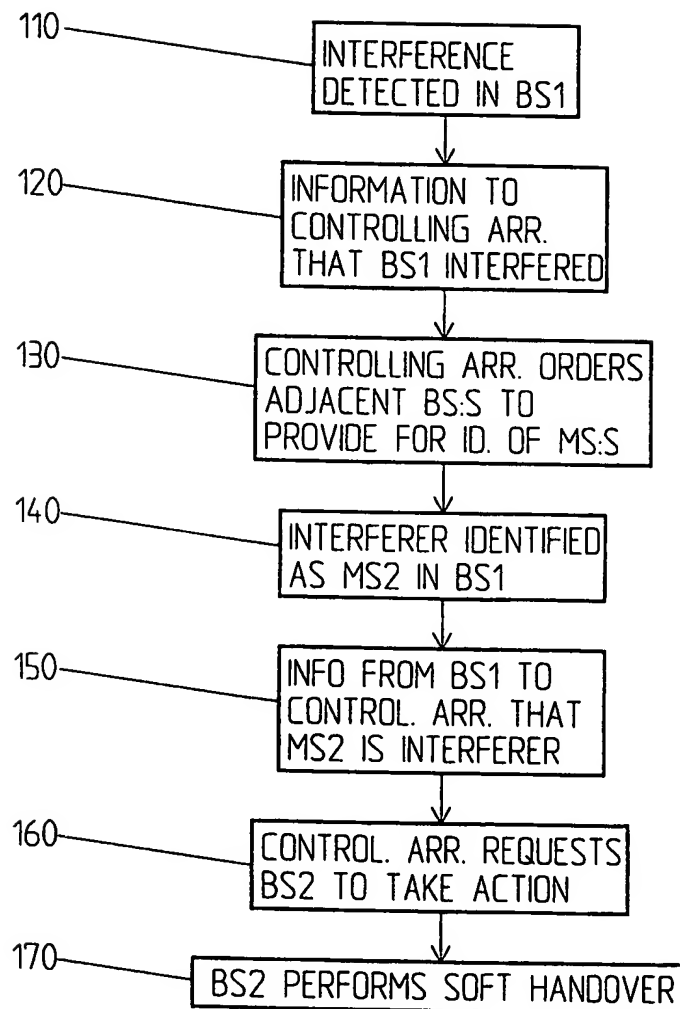 110
INTERFERENCE
DETECTED IN BS1
120
INFORMATION TO
CONTROLLING ARR.
THAT BS1 INTERFERED
130
CONTROLLING ARR. ORDERS
ADJACENT BS:S TO
PROVIDE FOR ID. OF MS:S
140
INTERFERER IDENTIFIED
AS MS2 IN BS1
150
INFO FROM BS1 TO
CONTROL. ARR. THAT
MS2 IS INTERFERER
160
CONTROL. ARR. REQUESTS
BS2 TO TAKE ACTION
170
BS2 PERFORMS SOFT HANDOVER